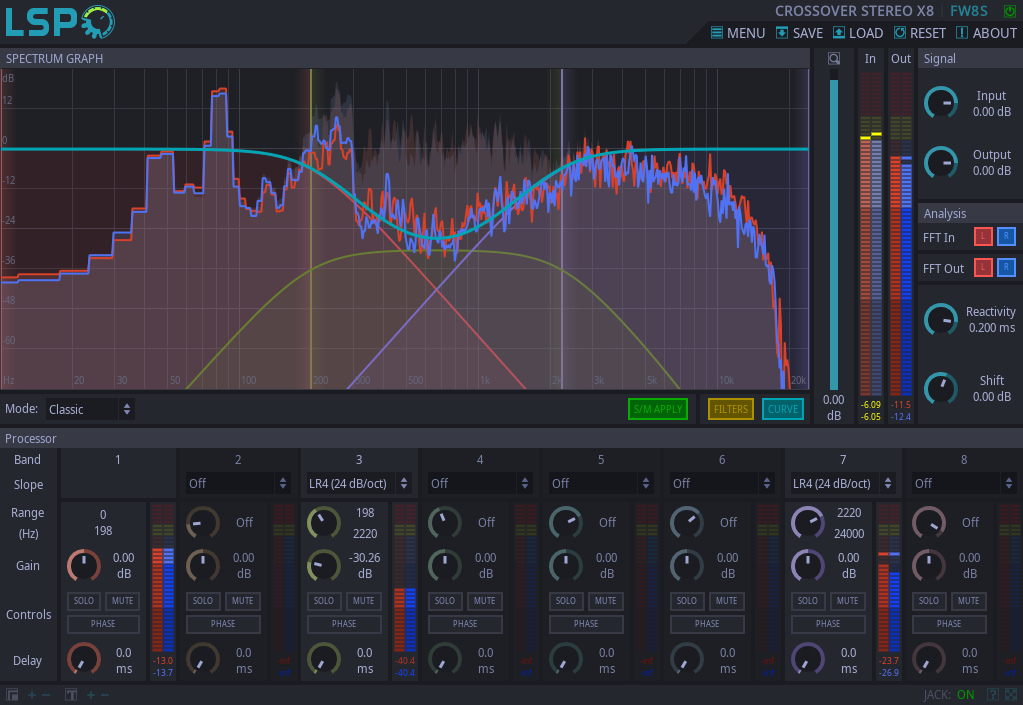 LSP
CROSSOVER STEREO X8 FW8S
MENU SAVE LOAD RESET ABOUT
SPECTRUM GRAPH
In Out Signal
dB
12
0
-12
-24
-36
-48
-60
Hz 20 30 50 100 200 300 500 1k 2k 3k 5k 10k 20k
0.00
dB
-6.09
-6.05
-11.5
-12.4
Input
0.00 dB
Output
0.00 dB
Analysis
FFT In L R
FFT Out L R
Reactivity
0.200 ms
Shift
0.00 dB
Mode: Classic S/M APPLY FILTERS CURVE
Processor
Band 1 2 3 4 5 6 7 8
Slope Off LR4 (24 dB/oct) Off Off Off LR4 (24 dB/oct) Off
Range 0 Off 198 Off Off Off 2220 Off
(Hz) 198 2220 24000
Gain 0.00 0.00 -30.26 0.00 0.00 0.00 0.00 0.00
dB dB dB dB dB dB dB dB
Controls
SOLO MUTE SOLO MUTE SOLO MUTE SOLO MUTE SOLO MUTE SOLO MUTE SOLO MUTE SOLO MUTE
PHASE PHASE PHASE PHASE PHASE PHASE PHASE PHASE
Delay 0.0 0.0 0.0 0.0 0.0 0.0 0.0 0.0
ms ms ms ms ms ms ms ms
-13.0 -inf -40.4 -inf -inf -inf -23.7 -inf
-13.7 -inf -40.4 -inf -inf -inf -26.9 -inf
JACK: ON